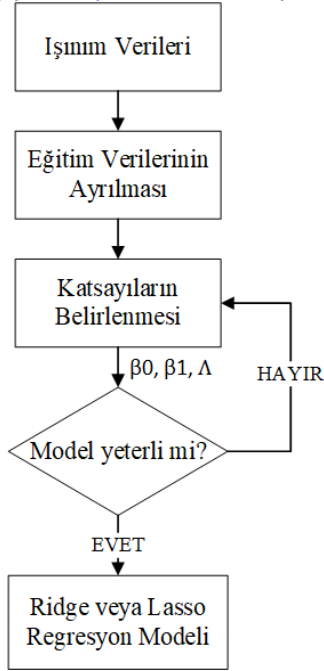 Işınım Verileri
Eğitim Verilerinin
Ayrılması
Katsayıların
Belirlenmesi
β0, β1, Λ
HAYIR
Model yeterli mi?
EVET
Ridge veya Lasso
Regresyon Modeli